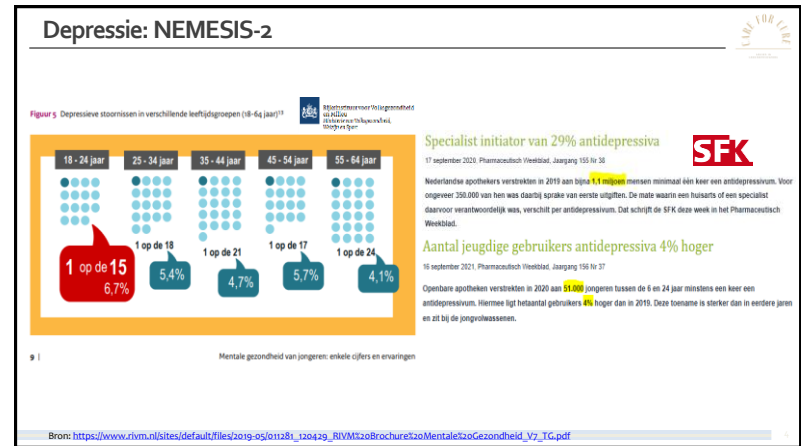 Depressie: NEMESIS-2
CARE FOR CURE
Figuur 5 Depressieve stoornissen in verschillende leeftijdsgroepen (18-64 jaar)¹³
Rijksinstituut voor Volksgezondheid
en Milieu
Ministerie van Volksgezondheid,
Welzijn en Sport
18 - 24 jaar
25 - 34 jaar
35 - 44 jaar
45 - 54 jaar
55 - 64 jaar
1 op de 15
6,7%
1 op de 18
5,4%
1 op de 21
4,7%
1 op de 17
5,7%
1 op de 24
4,1%
9 |
Mentale gezondheid van jongeren: enkele cijfers en ervaringen
SFK
Specialist initiator van 29% antidepressiva
17 september 2020, Pharmaceutisch Weekblad, Jaargang 155 Nr 38
Nederlandse apothekers verstrekten in 2019 aan bijna 1,1 miljoen mensen minimaal één keer een antidepressivum. Voor
ongeveer 350.000 van hen was daarbij sprake van eerste uitgiften. De mate waarin een huisarts of een specialist
daarvoor verantwoordelijk was, verschilt per antidepressivum. Dat schrijft de SFK deze week in het Pharmaceutisch
Weekblad.
Aantal jeugdige gebruikers antidepressiva 4% hoger
16 september 2021, Pharmaceutisch Weekblad, Jaargang 156 Nr 37
Openbare apotheken verstrekten in 2020 aan 51.000 jongeren tussen de 6 en 24 jaar minstens een keer een
antidepressivum. Hiermee ligt hetaantal gebruikers 4% hoger dan in 2019. Deze toename is sterker dan in eerdere jaren
en zit bij de jongvolwassenen.
Bron: https://www.rivm.nl/sites/default/files/2019-05/011281_120429_RIVM%20Brochure%20Mentale%20Gezondheid_V7_TG.pdf